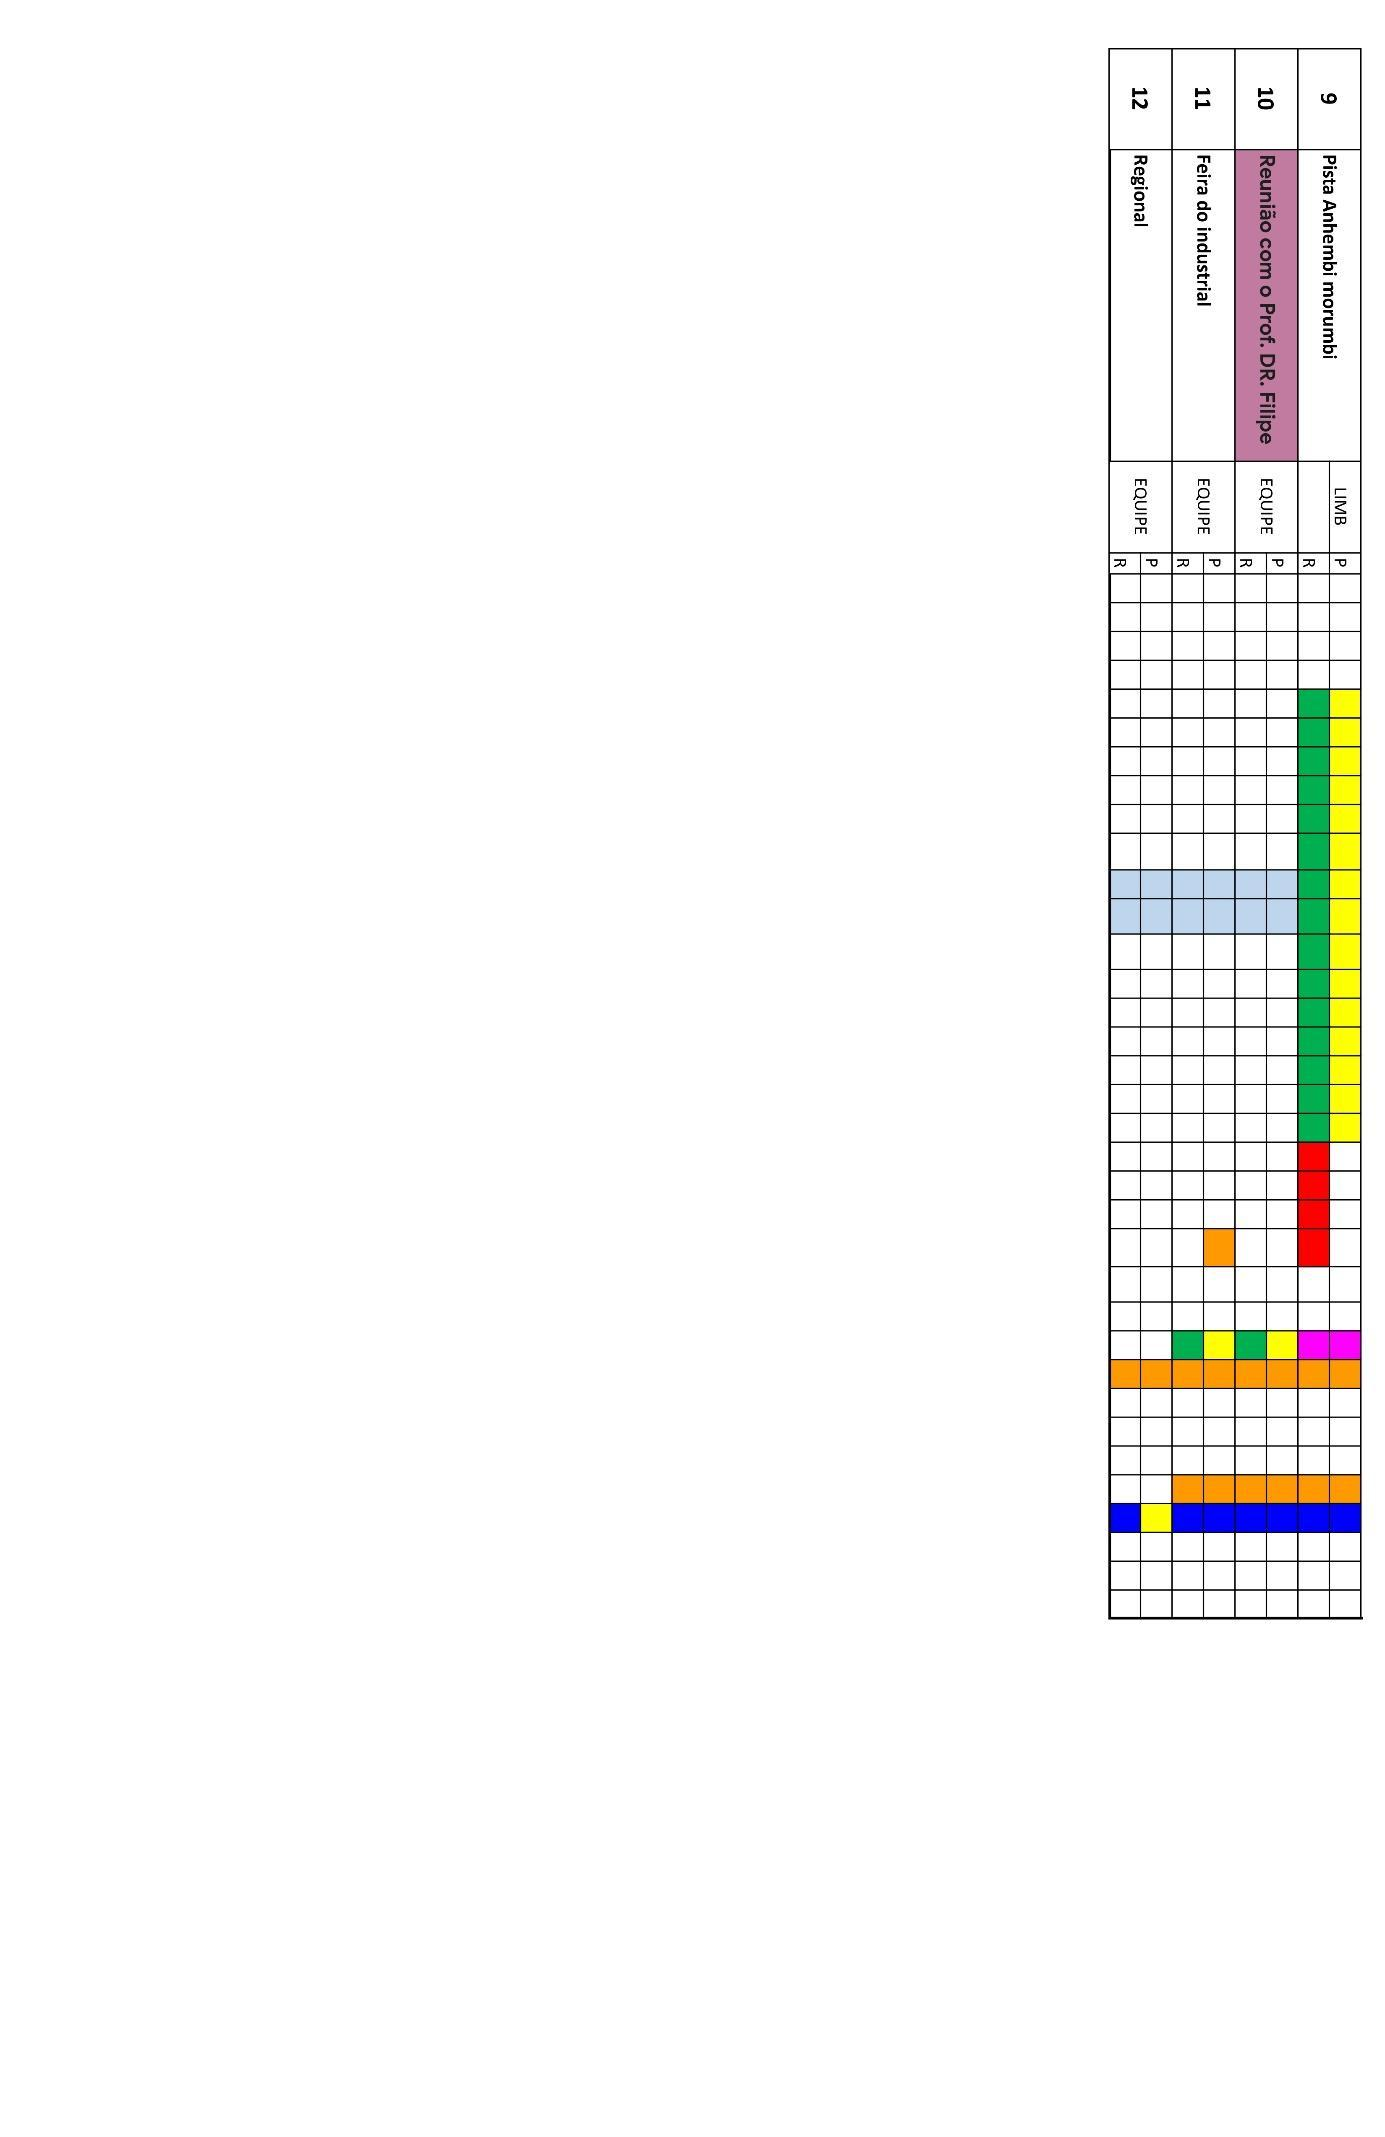 9 Pista Anhembi morumbi LIMB P
R
10 Reunião com o Prof. DR. Filipe EQUIPE P
R
11 Feira do industrial EQUIPE P
R
12 Regional EQUIPE P
R